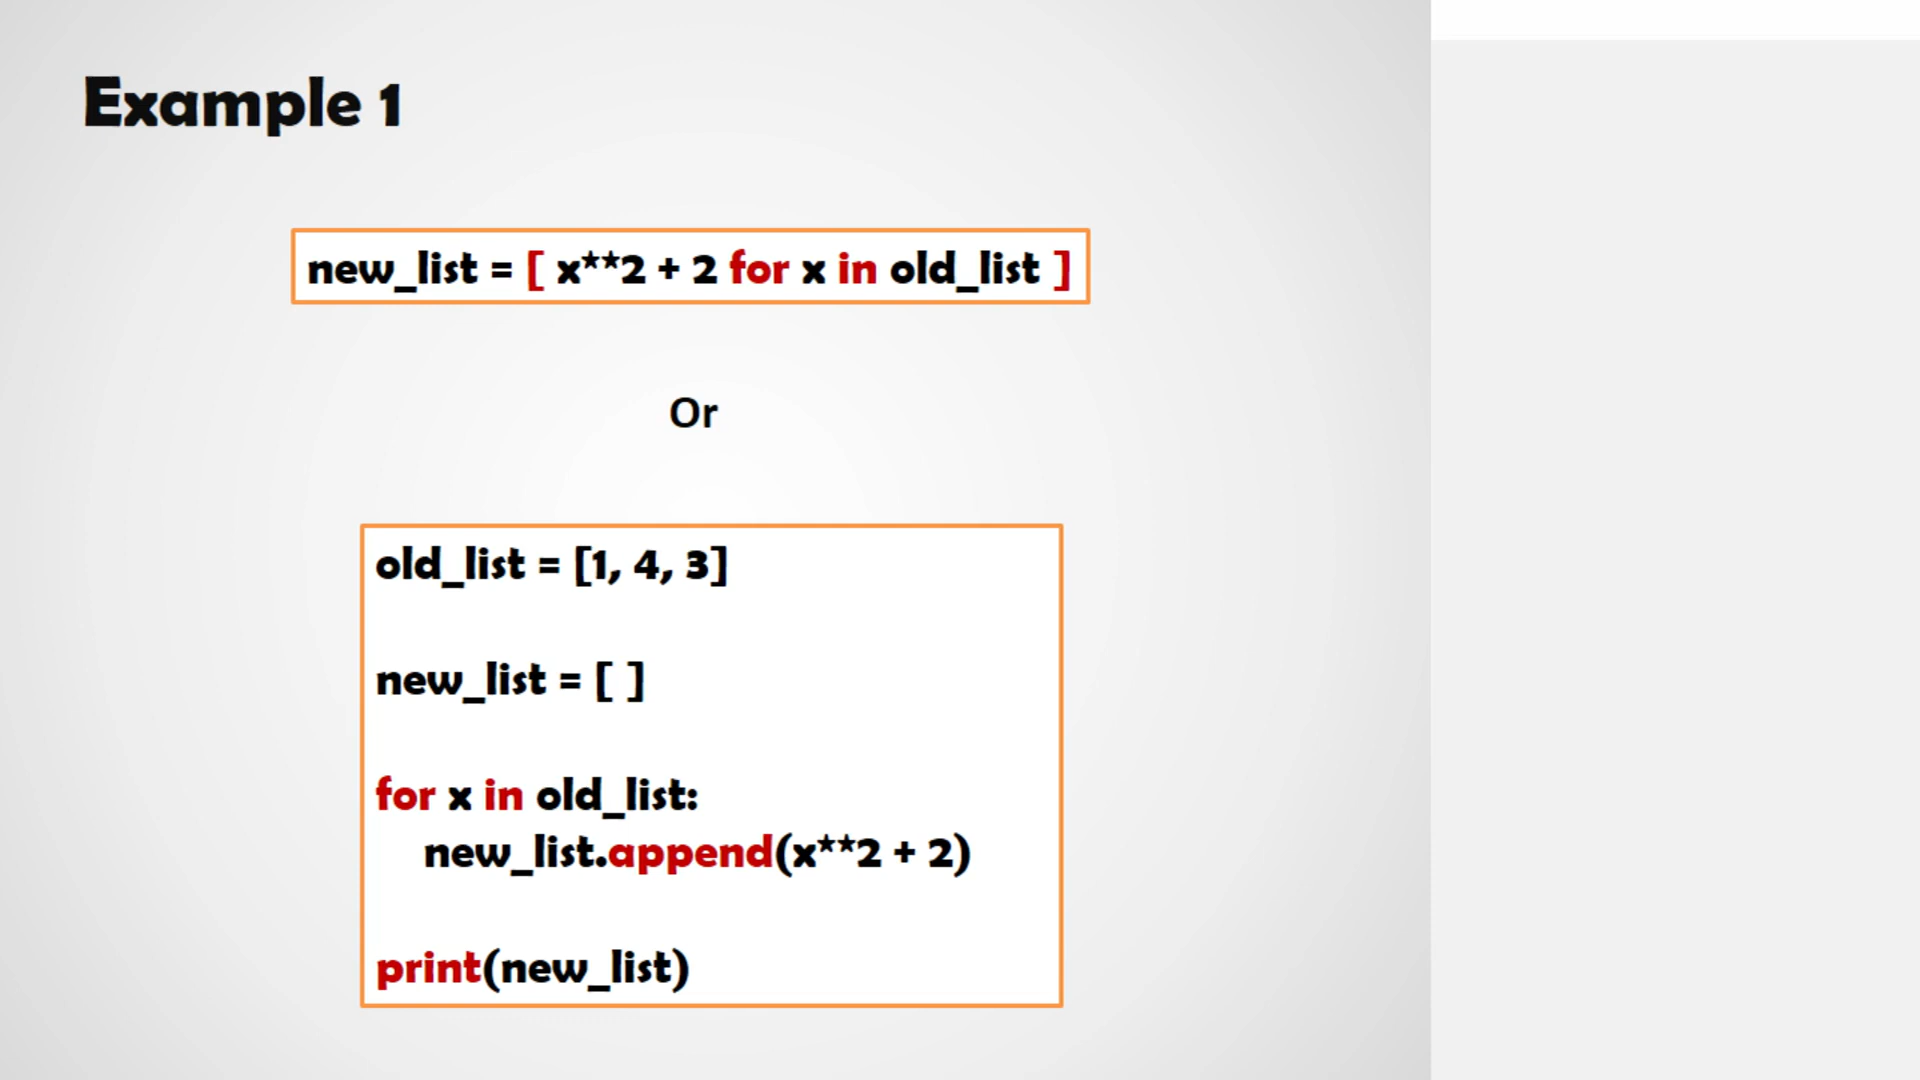 Example 1
new_list = [ x**2 + 2 for x in old_list ]
Or
old_list = [1, 4, 3]
new_list = [ ]
for x in old_list:
new_list.append(x**2 + 2)
print(new_list)